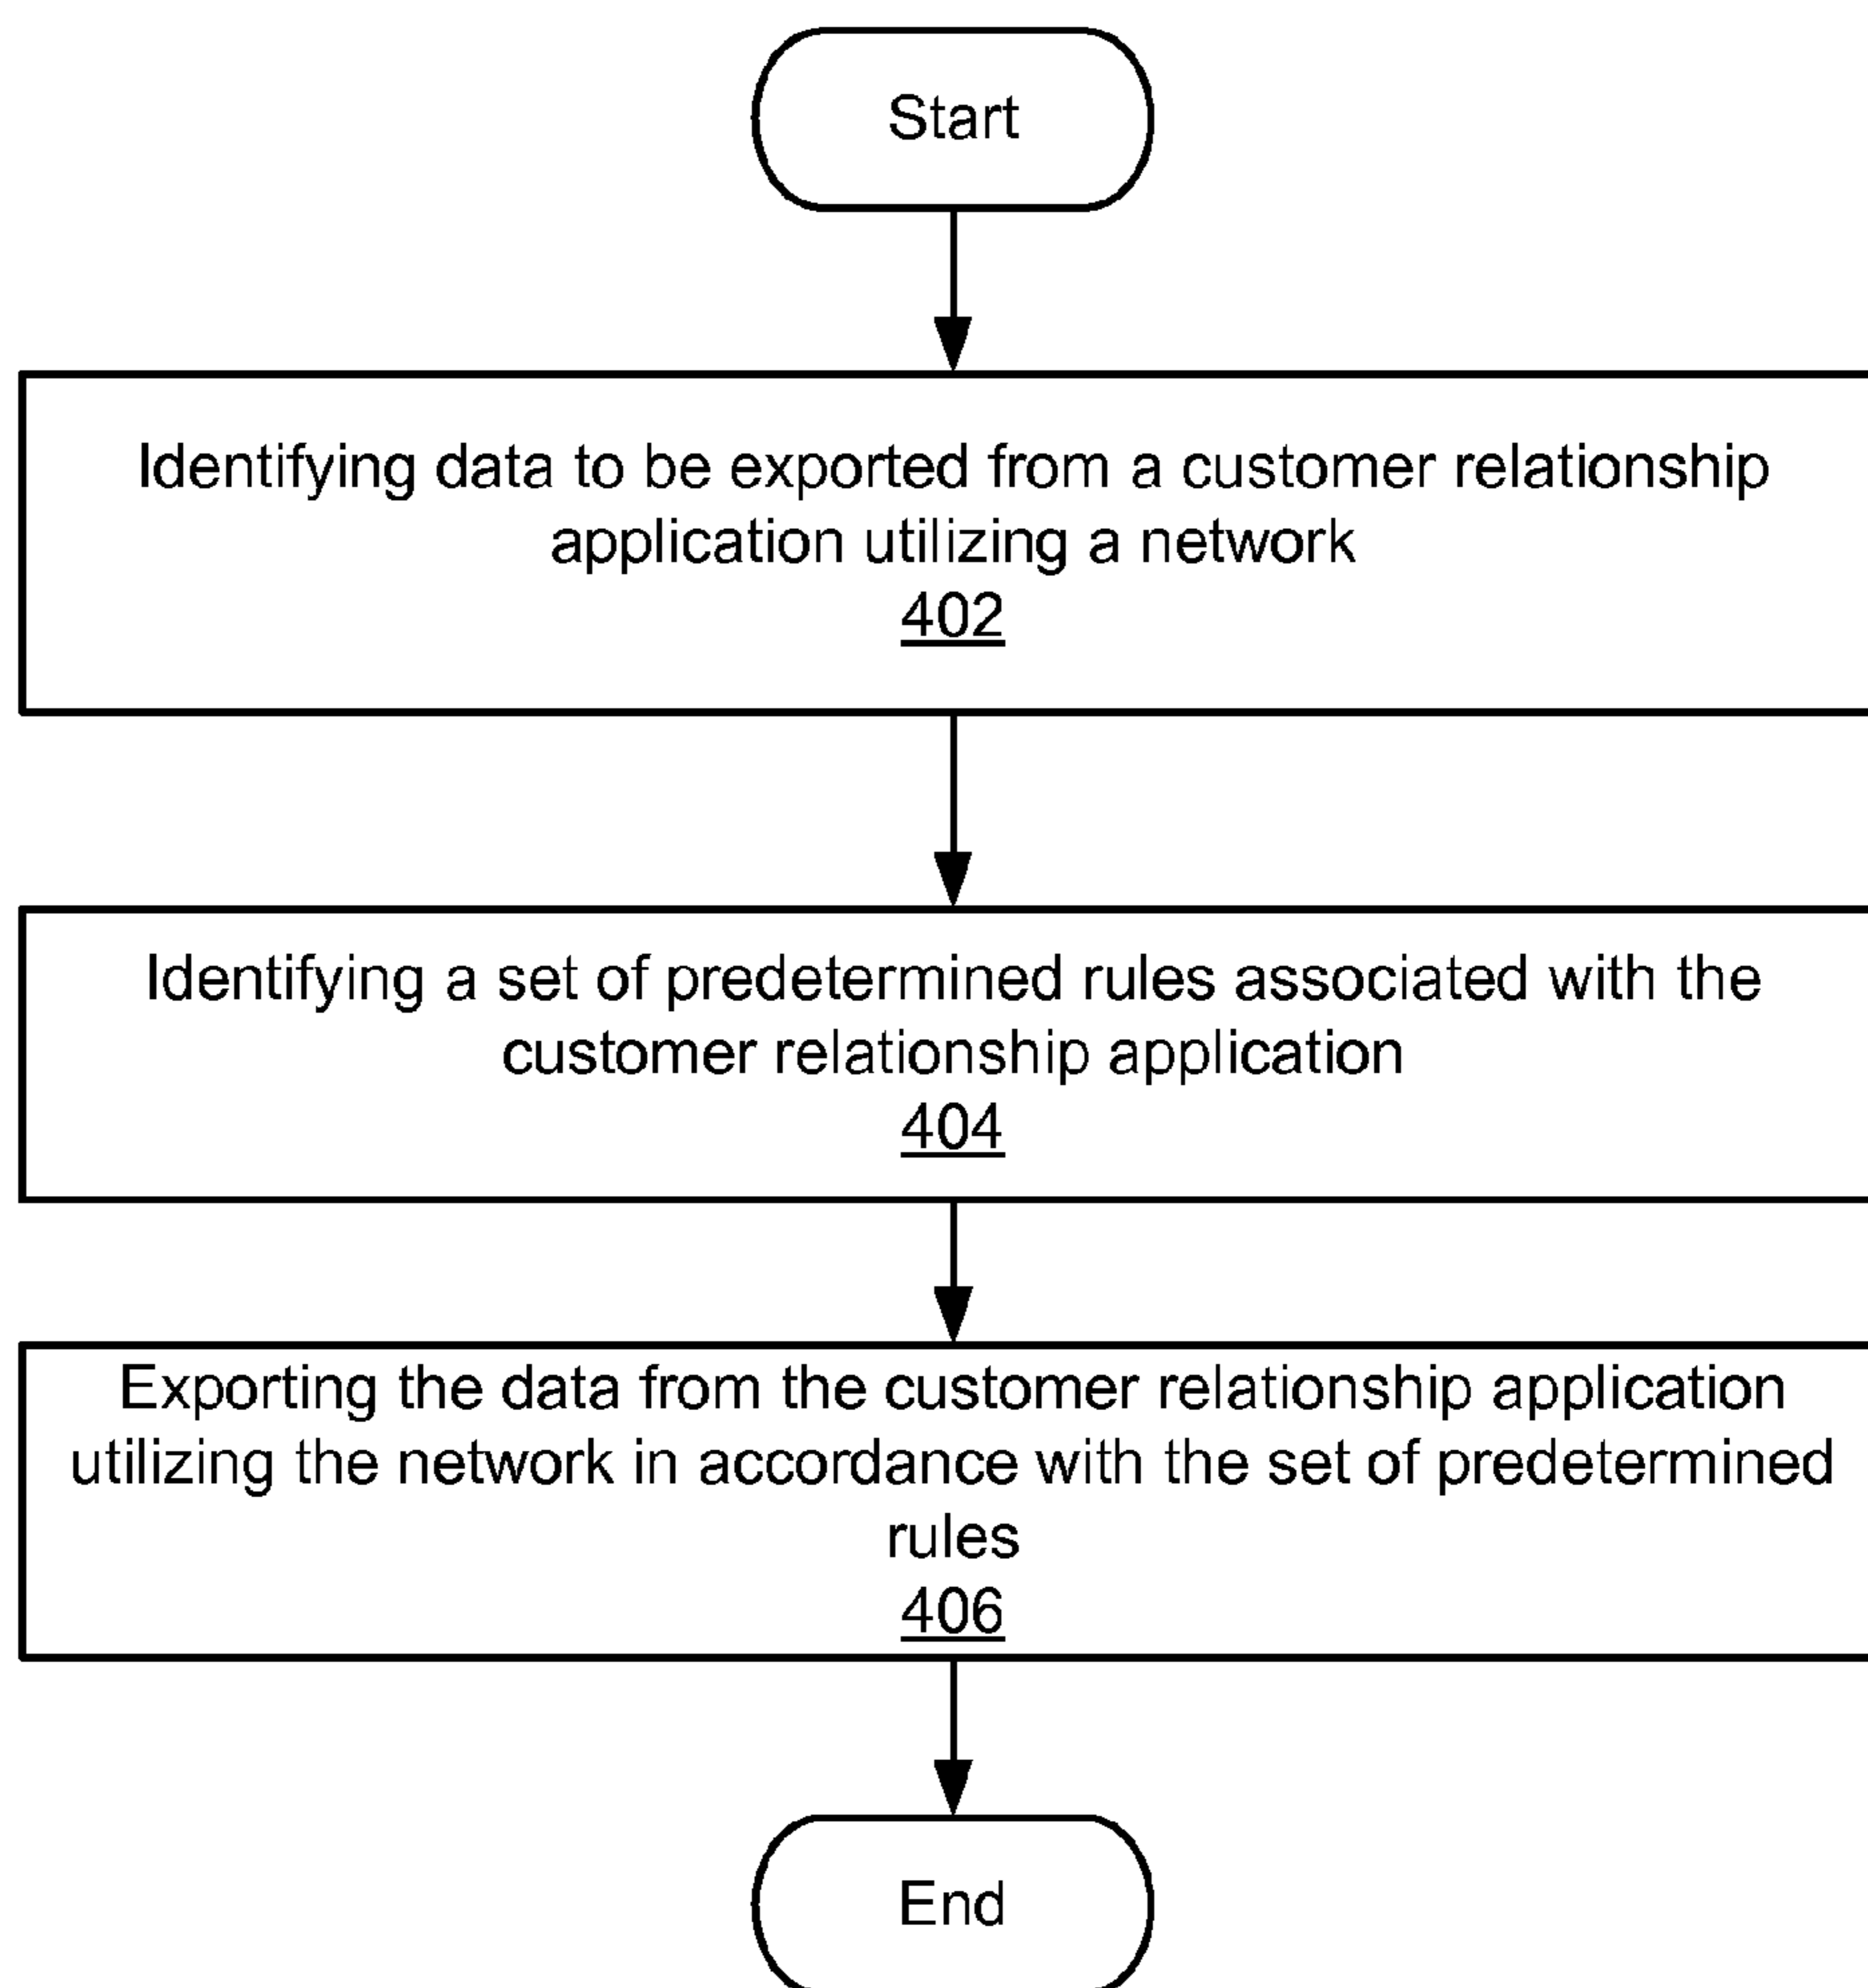 Start
Identifying data to be exported from a customer relationship
application utilizing a network
402
Identifying a set of predetermined rules associated with the
customer relationship application
404
Exporting the data from the customer relationship application
utilizing the network in accordance with the set of predetermined
rules
406
End